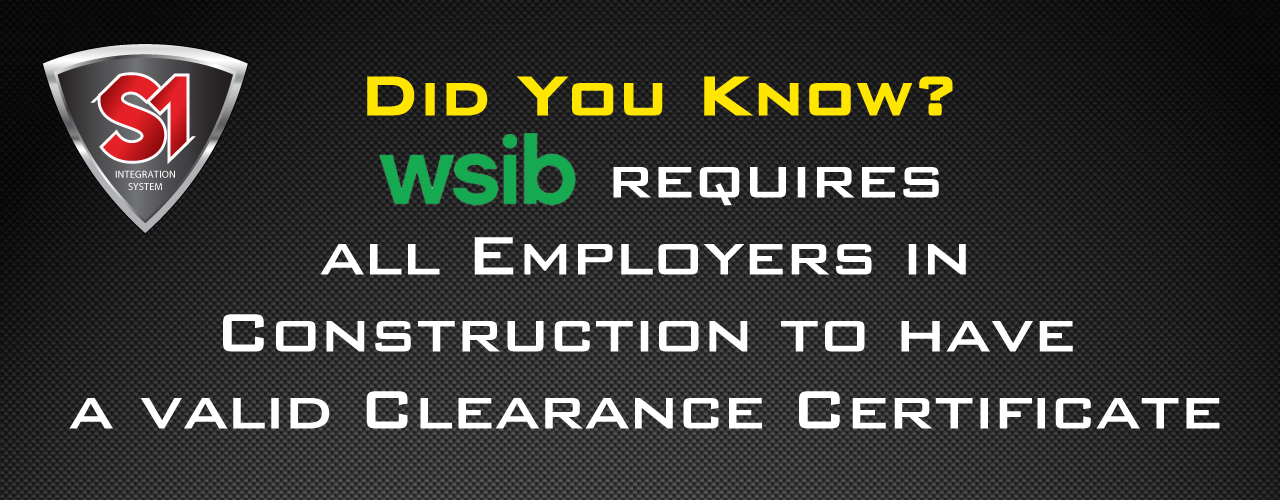 S1
INTEGRATION
SYSTEM
Did You Know?
wsib requires
all Employers in
Construction to have
a valid Clearance Certificate